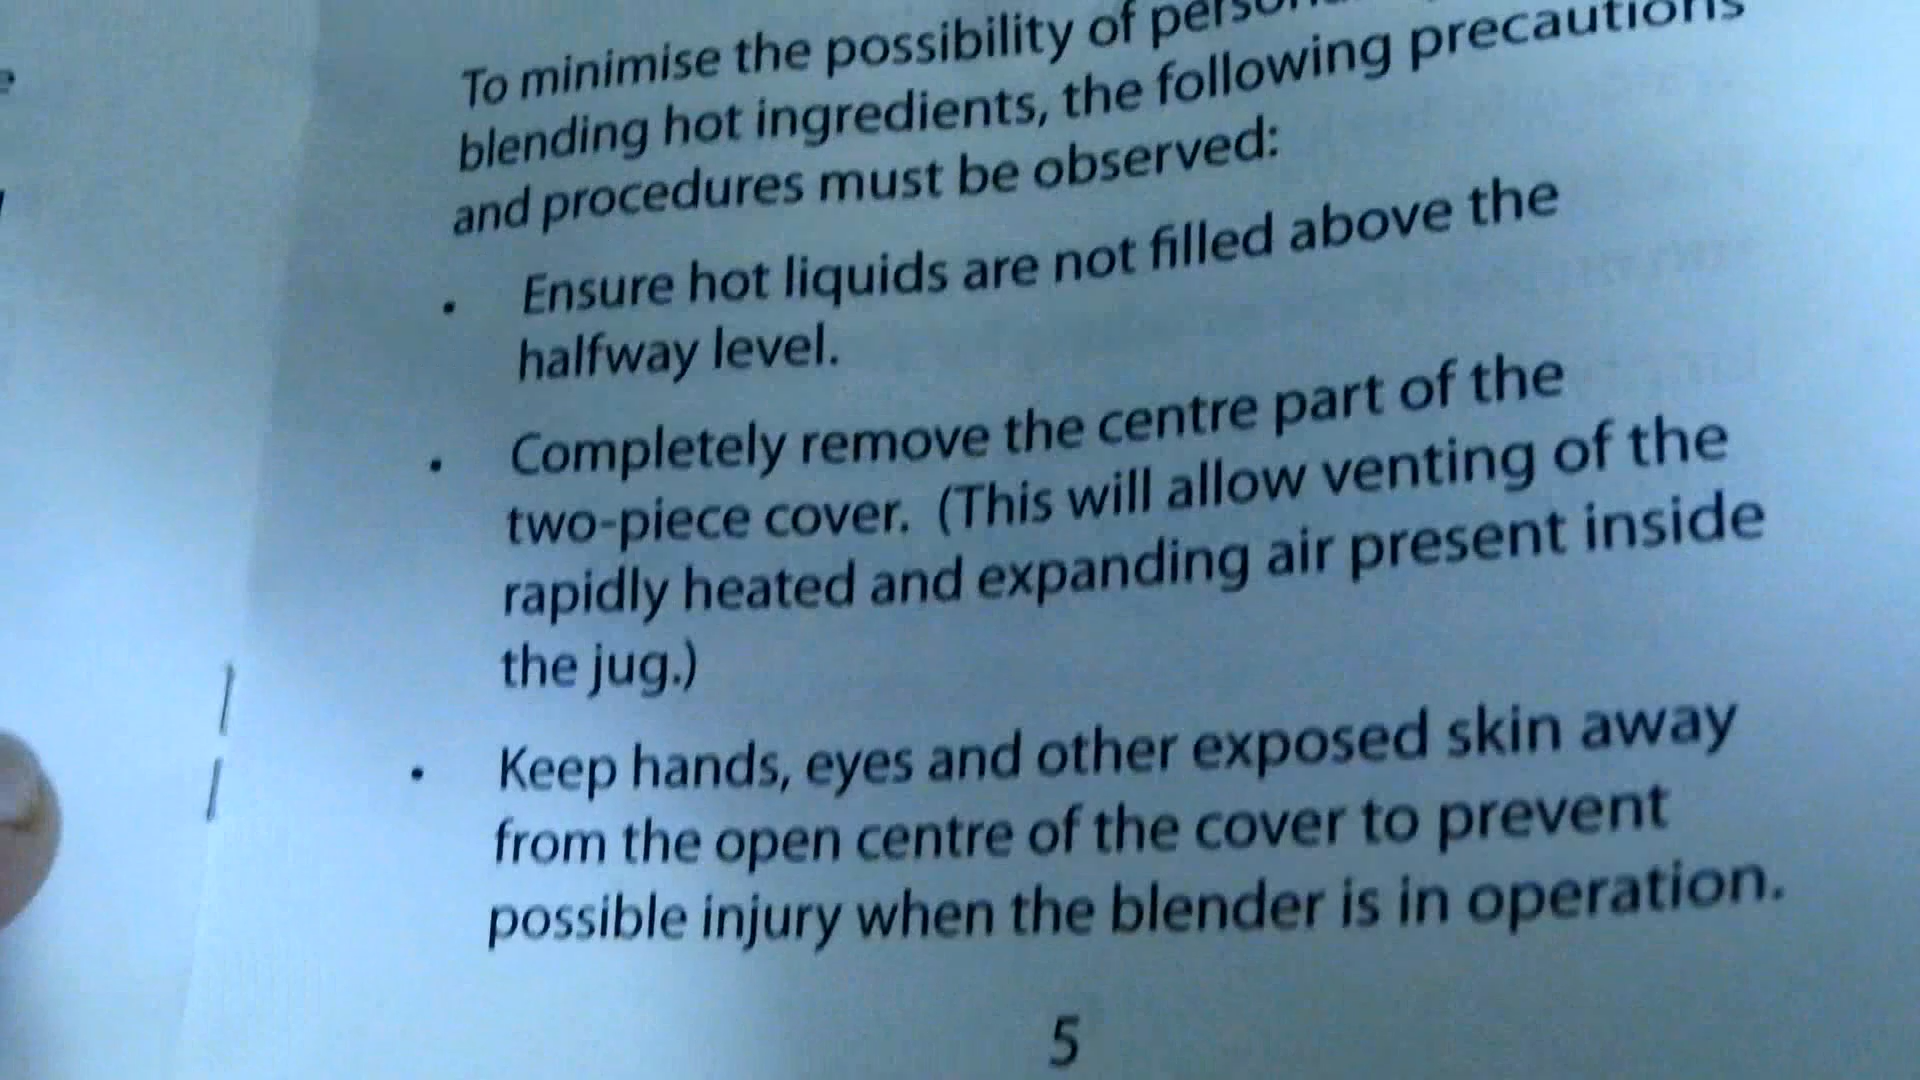 To minimise the possibility of
blending hot ingredients, the following precautions
and procedures must be observed:
• Ensure hot liquids are not filled above the
halfway level.
• Completely remove the centre part of the
two-piece cover. (This will allow venting of the
rapidly heated and expanding air present inside
the jug.)
• Keep hands, eyes and other exposed skin away
from the open centre of the cover to prevent
possible injury when the blender is in operation.
5